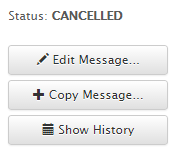 Status: CANCELLED
Edit Message...
Copy Message...
Show History